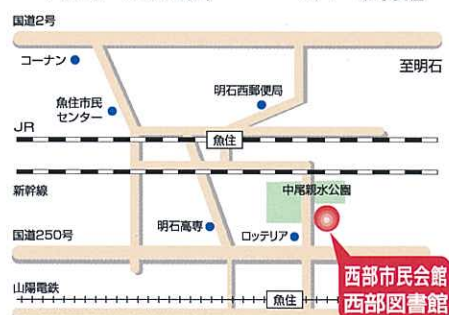 国道2号
コーナン
至明石
明石西郵便局
魚住市民
センター
JR
魚住
新幹線
中尾親水公園
明石高専
ロッテリア
国道250号
西部市民会館
西部図書館
山陽電鉄
魚住